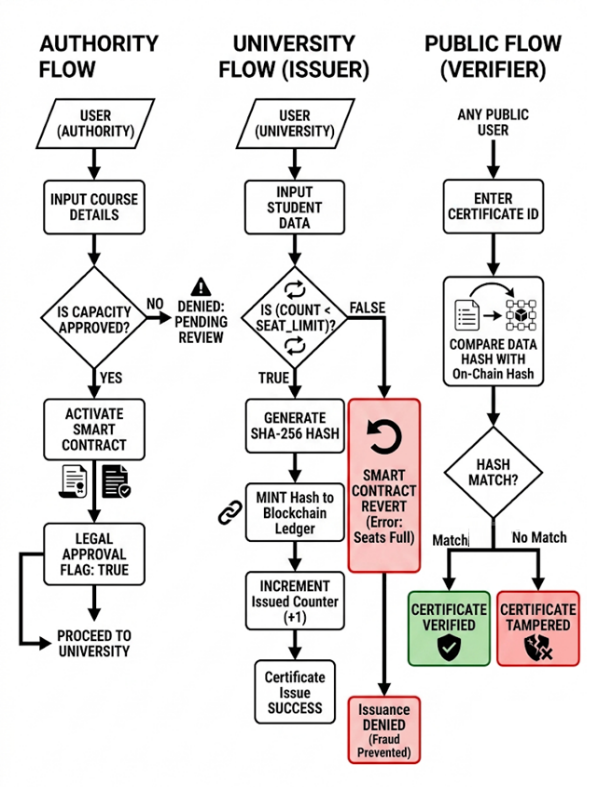 AUTHORITY
FLOW
USER
(AUTHORITY)
INPUT COURSE
DETAILS
IS CAPACITY
APPROVED?
NO
DENIED:
PENDING
REVIEW
YES
ACTIVATE
SMART
CONTRACT
LEGAL
APPROVAL
FLAG: TRUE
PROCEED TO
UNIVERSITY
UNIVERSITY
FLOW (ISSUER)
USER
(UNIVERSITY)
INPUT
STUDENT
DATA
IS (COUNT <
SEAT_LIMIT)?
FALSE
TRUE
GENERATE
SHA-256 HASH
MINT Hash to
Blockchain
Ledger
INCREMENT
Issued Counter
(+1)
Certificate
Issue
SUCCESS
SMART
CONTRACT
REVERT
(Error:
Seats Full)
Issuance
DENIED
(Fraud
Prevented)
PUBLIC FLOW
(VERIFIER)
ANY PUBLIC
USER
ENTER
CERTIFICATE ID
COMPARE DATA
HASH WITH
On-Chain Hash
HASH
MATCH?
Match
No Match
CERTIFICATE
VERIFIED
CERTIFICATE
TAMPERED